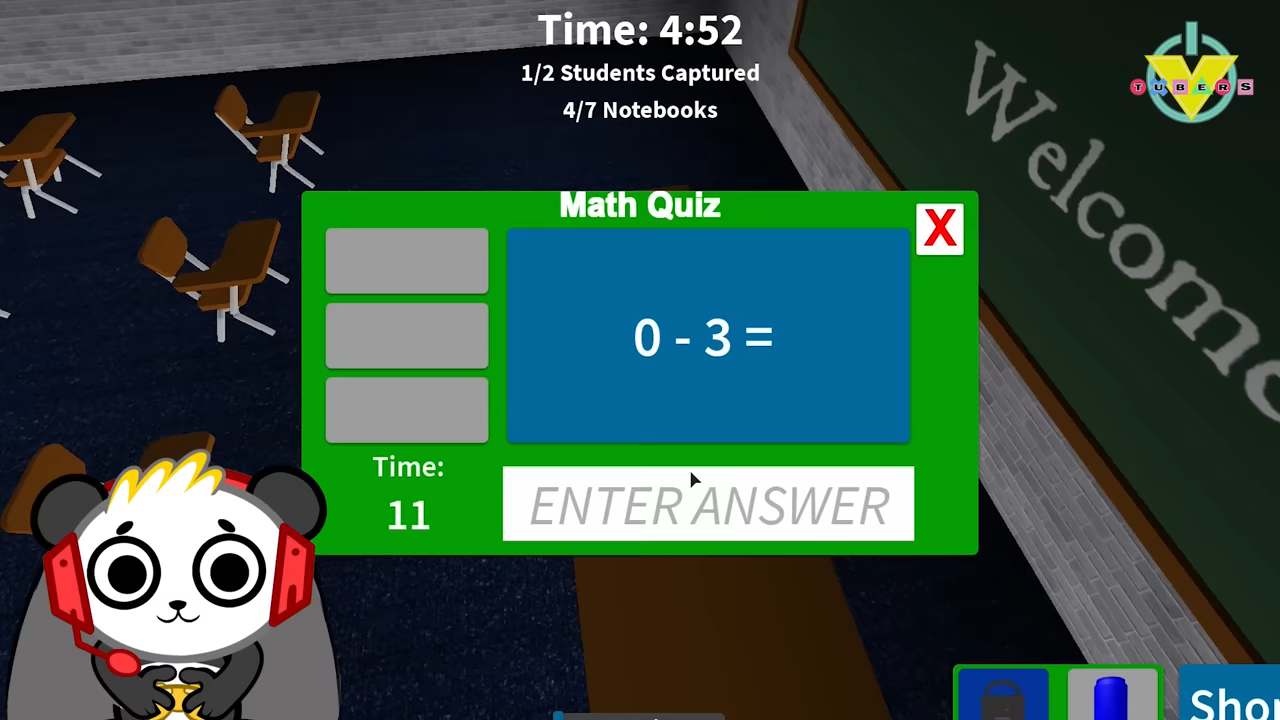 Time: 4:52
1/2 Students Captured
4/7 Notebooks
V
TUBERS
Welcome
Math Quiz
X
0 - 3 =
Time:
11
ENTER ANSWER